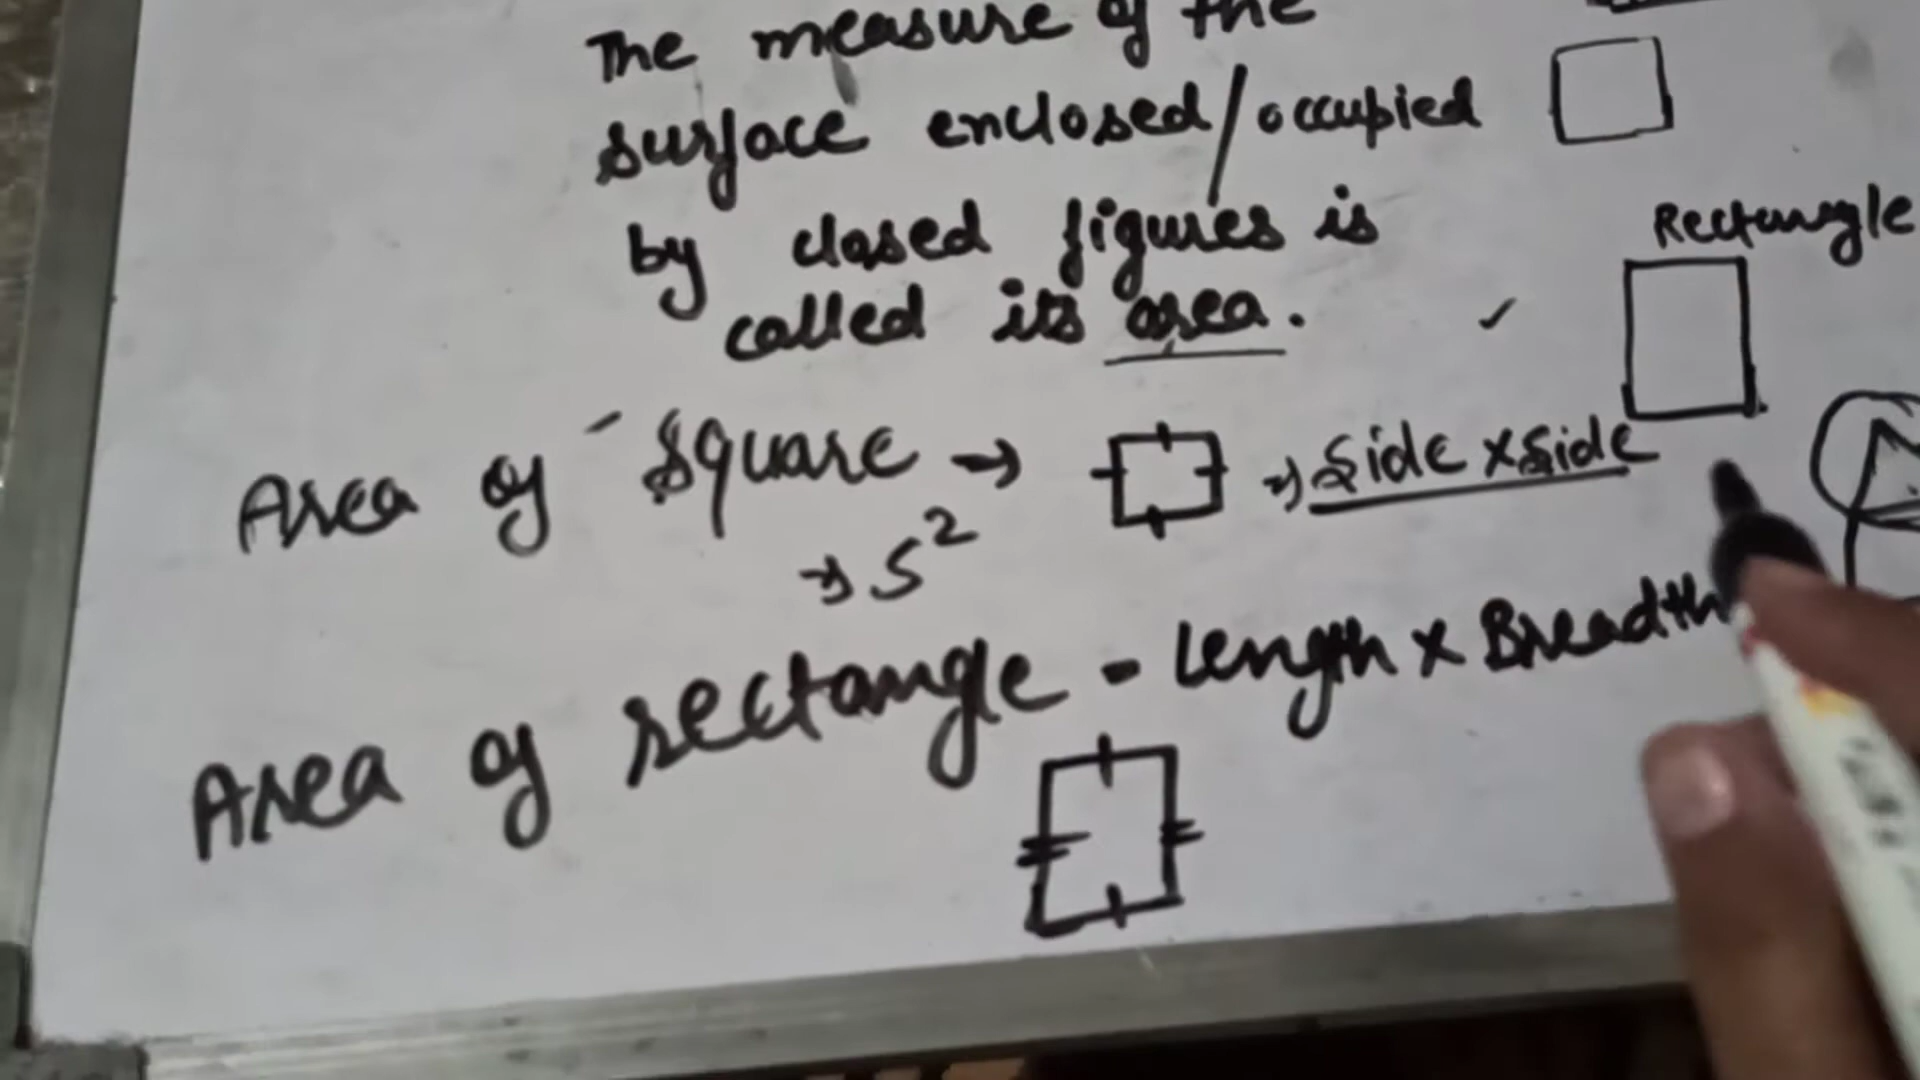 The measure of the
surface enclosed/occupied
by closed figures is
called its area.
Rectangle
Area of square → ⇒ side × side
⇒ S²
Area of rectangle - Length × Breadth